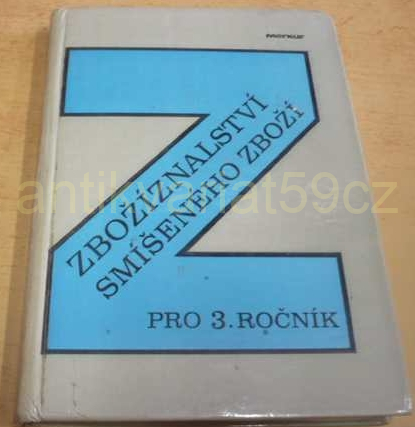 merkur
ZBOŽÍZNALSTVÍ
SMÍŠENÉHO ZBOŽÍ
antikvariat59cz
PRO 3. ROČNÍK